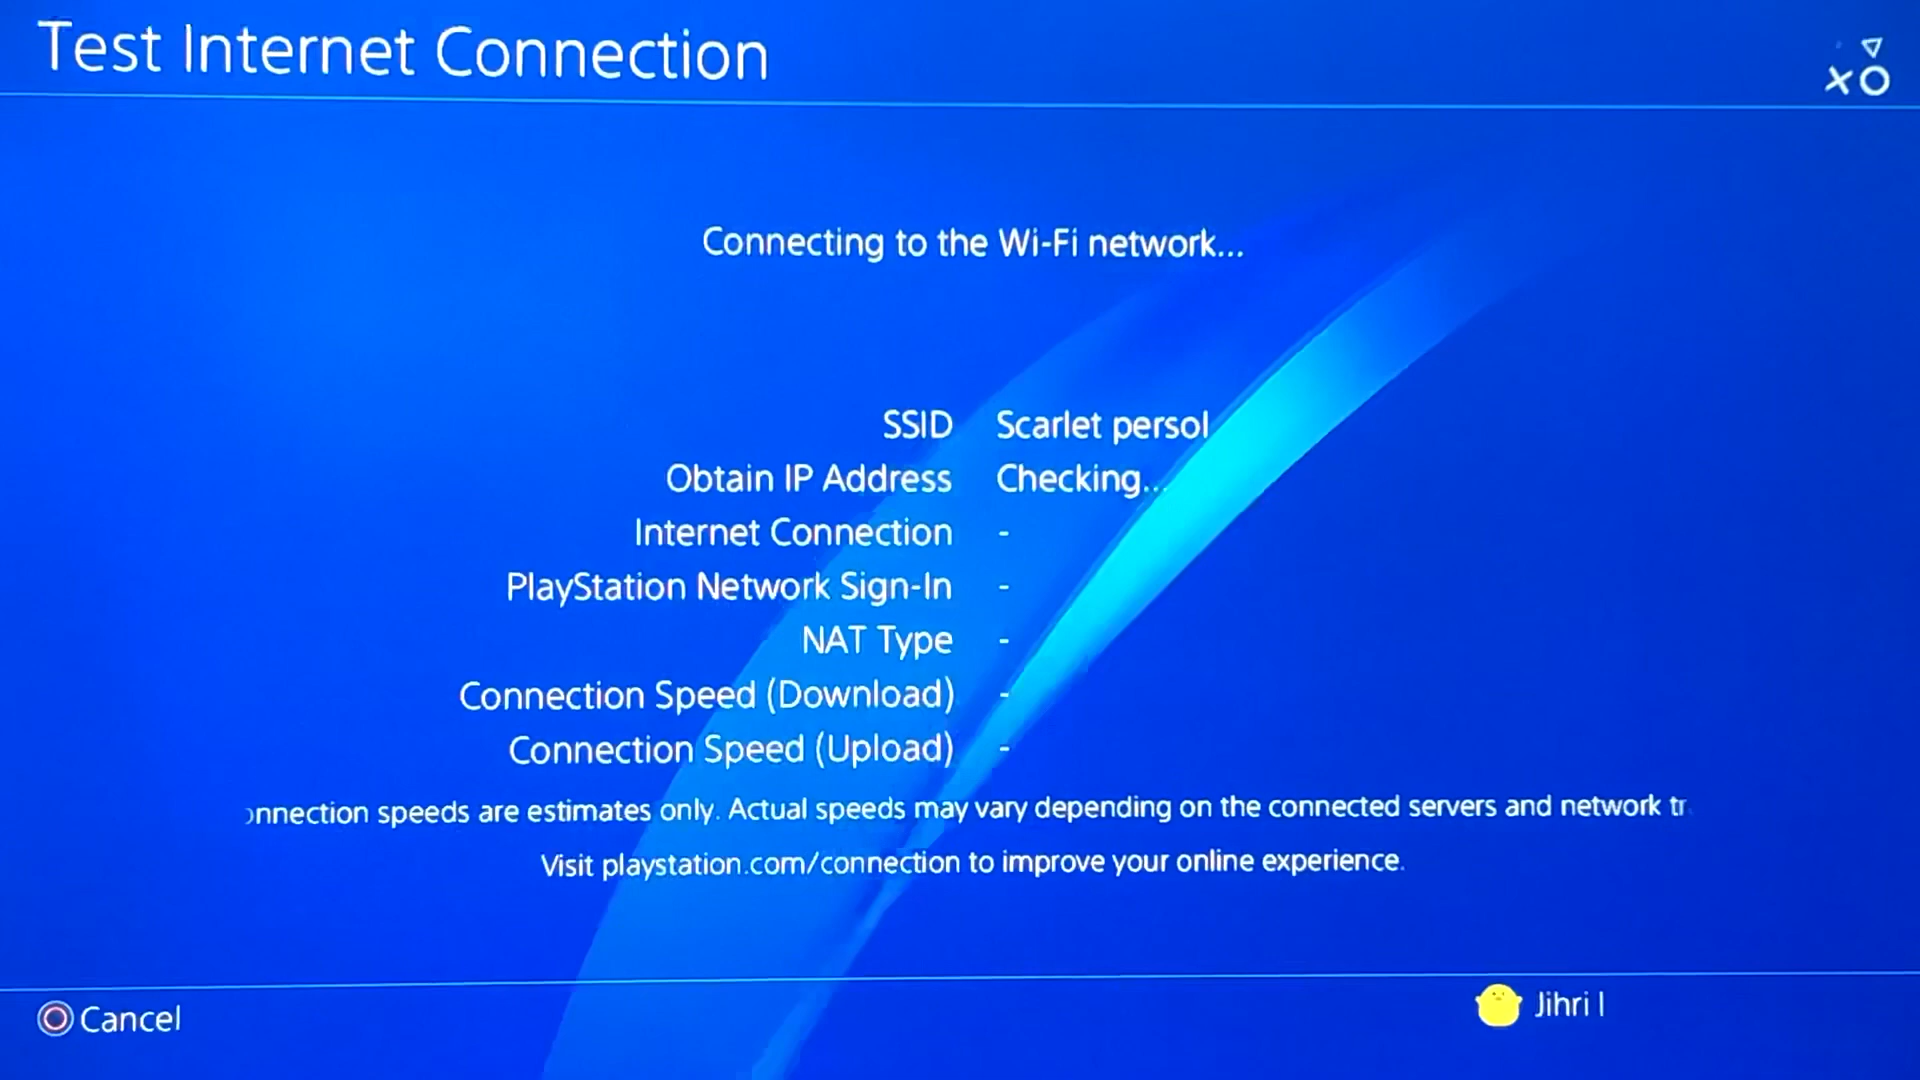 Test Internet Connection
Connecting to the Wi-Fi network...
SSID Scarlet persol
Obtain IP Address Checking...
Internet Connection -
PlayStation Network Sign-In -
NAT Type -
Connection Speed (Download) -
Connection Speed (Upload) -
onnection speeds are estimates only. Actual speeds may vary depending on the connected servers and network tr
Visit playstation.com/connection to improve your online experience.
Cancel
Jihri l